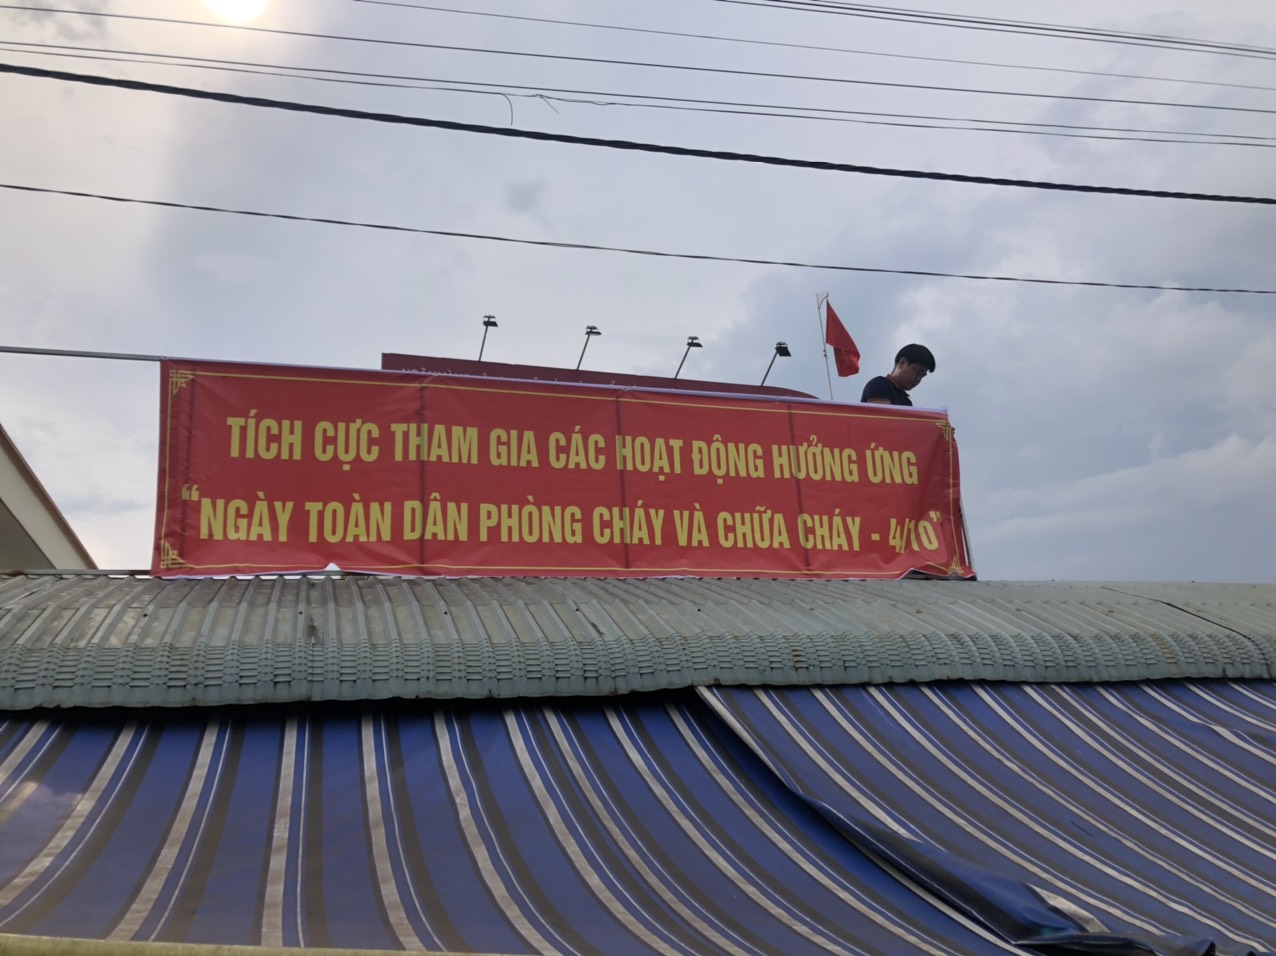 TÍCH CỰC THAM GIA CÁC HOẠT ĐỘNG HƯỞNG ỨNG
“NGÀY TOÀN DÂN PHÒNG CHÁY VÀ CHỮA CHÁY - 4/10”